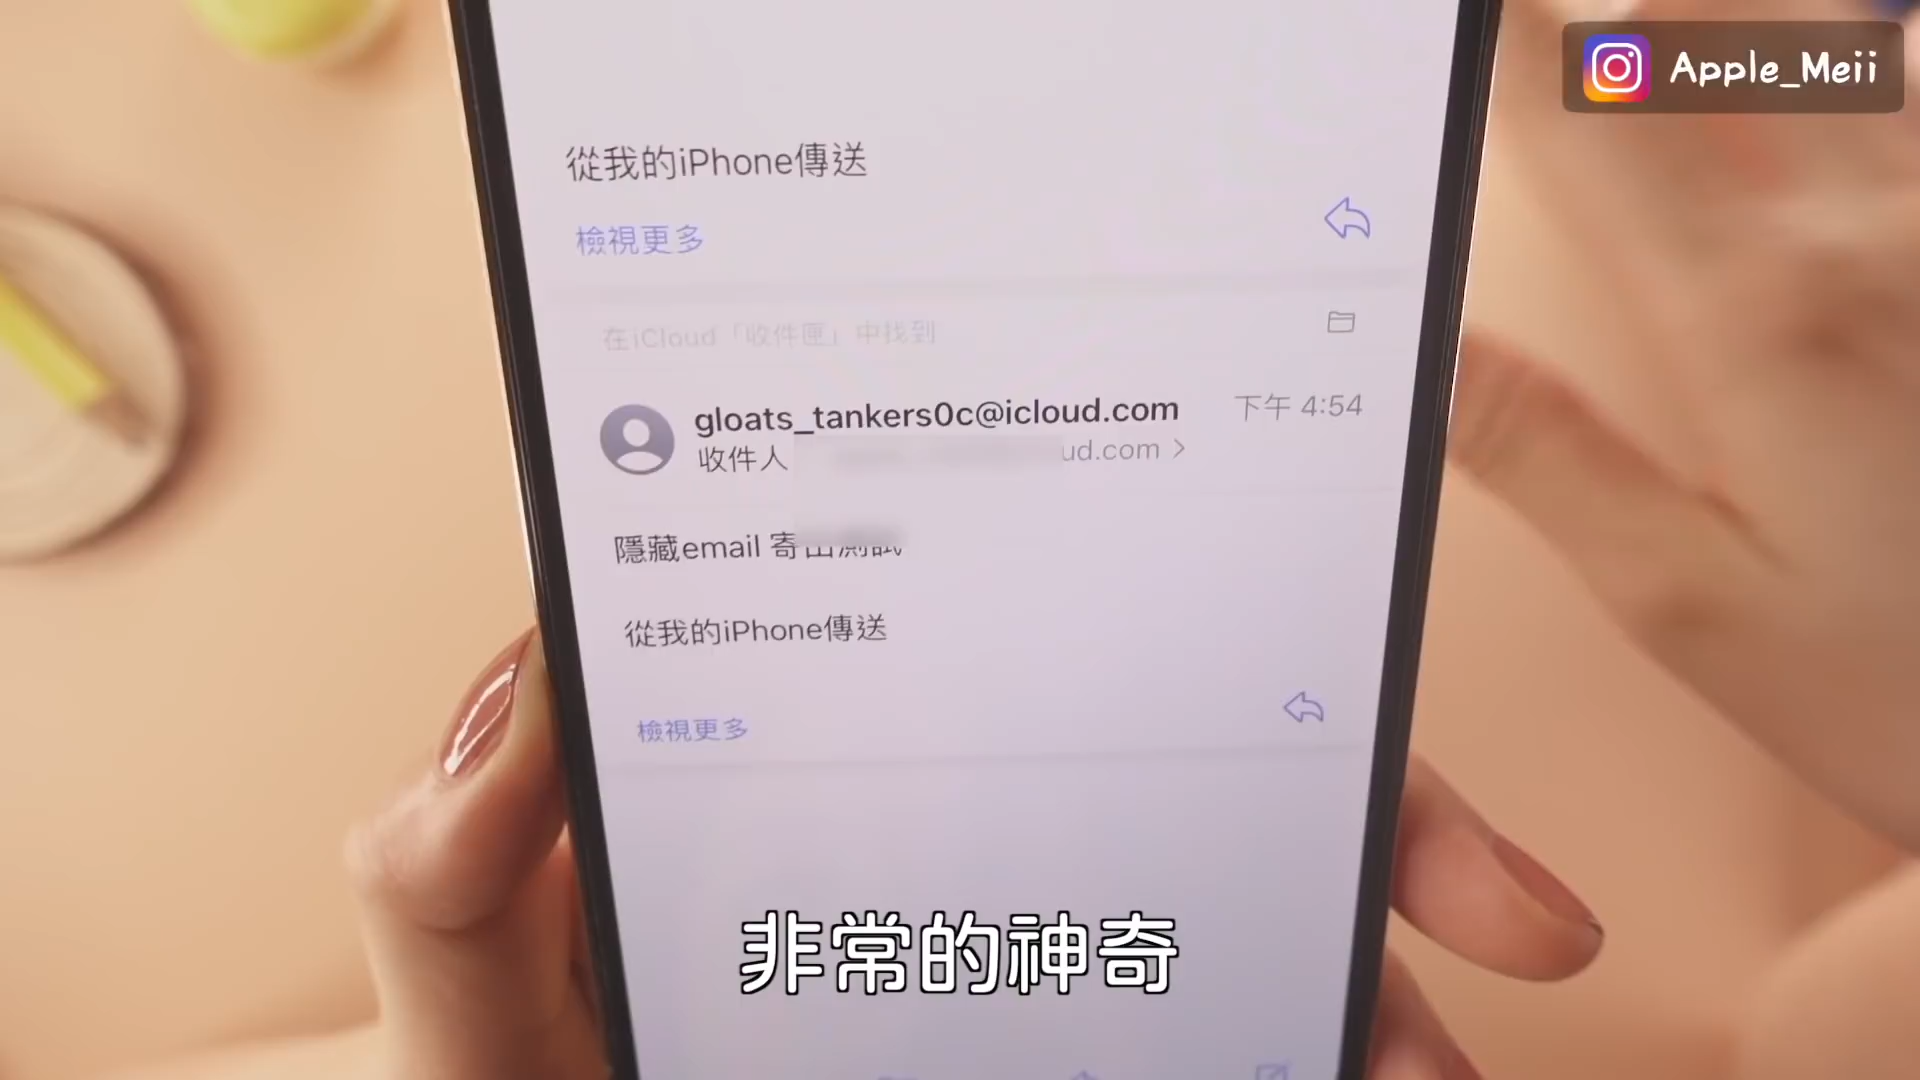 Apple_Meii
從我的iPhone傳送
檢視更多
在iCloud「收件匣」中找到
gloats_tankers0c@icloud.com
下午 4:54
收件人 ud.com >
隱藏email 寄出測試
從我的iPhone傳送
檢視更多
非常的神奇